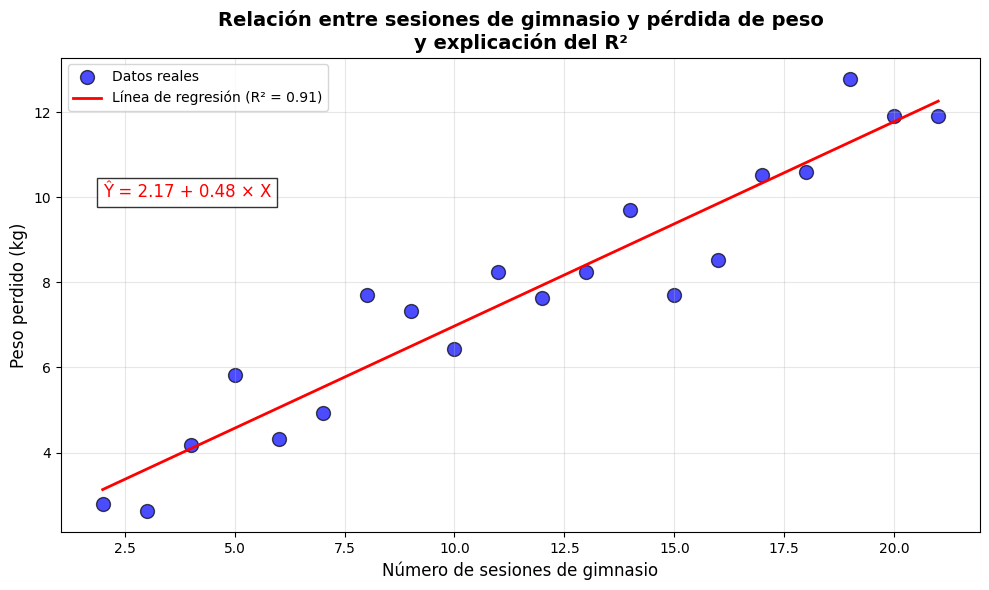 Relación entre sesiones de gimnasio y pérdida de peso
y explicación del R²
Datos reales
Línea de regresión (R² = 0.91)
Ŷ = 2.17 + 0.48 × X
Peso perdido (kg)
12
10
8
6
4
2.5 5.0 7.5 10.0 12.5 15.0 17.5 20.0
Número de sesiones de gimnasio